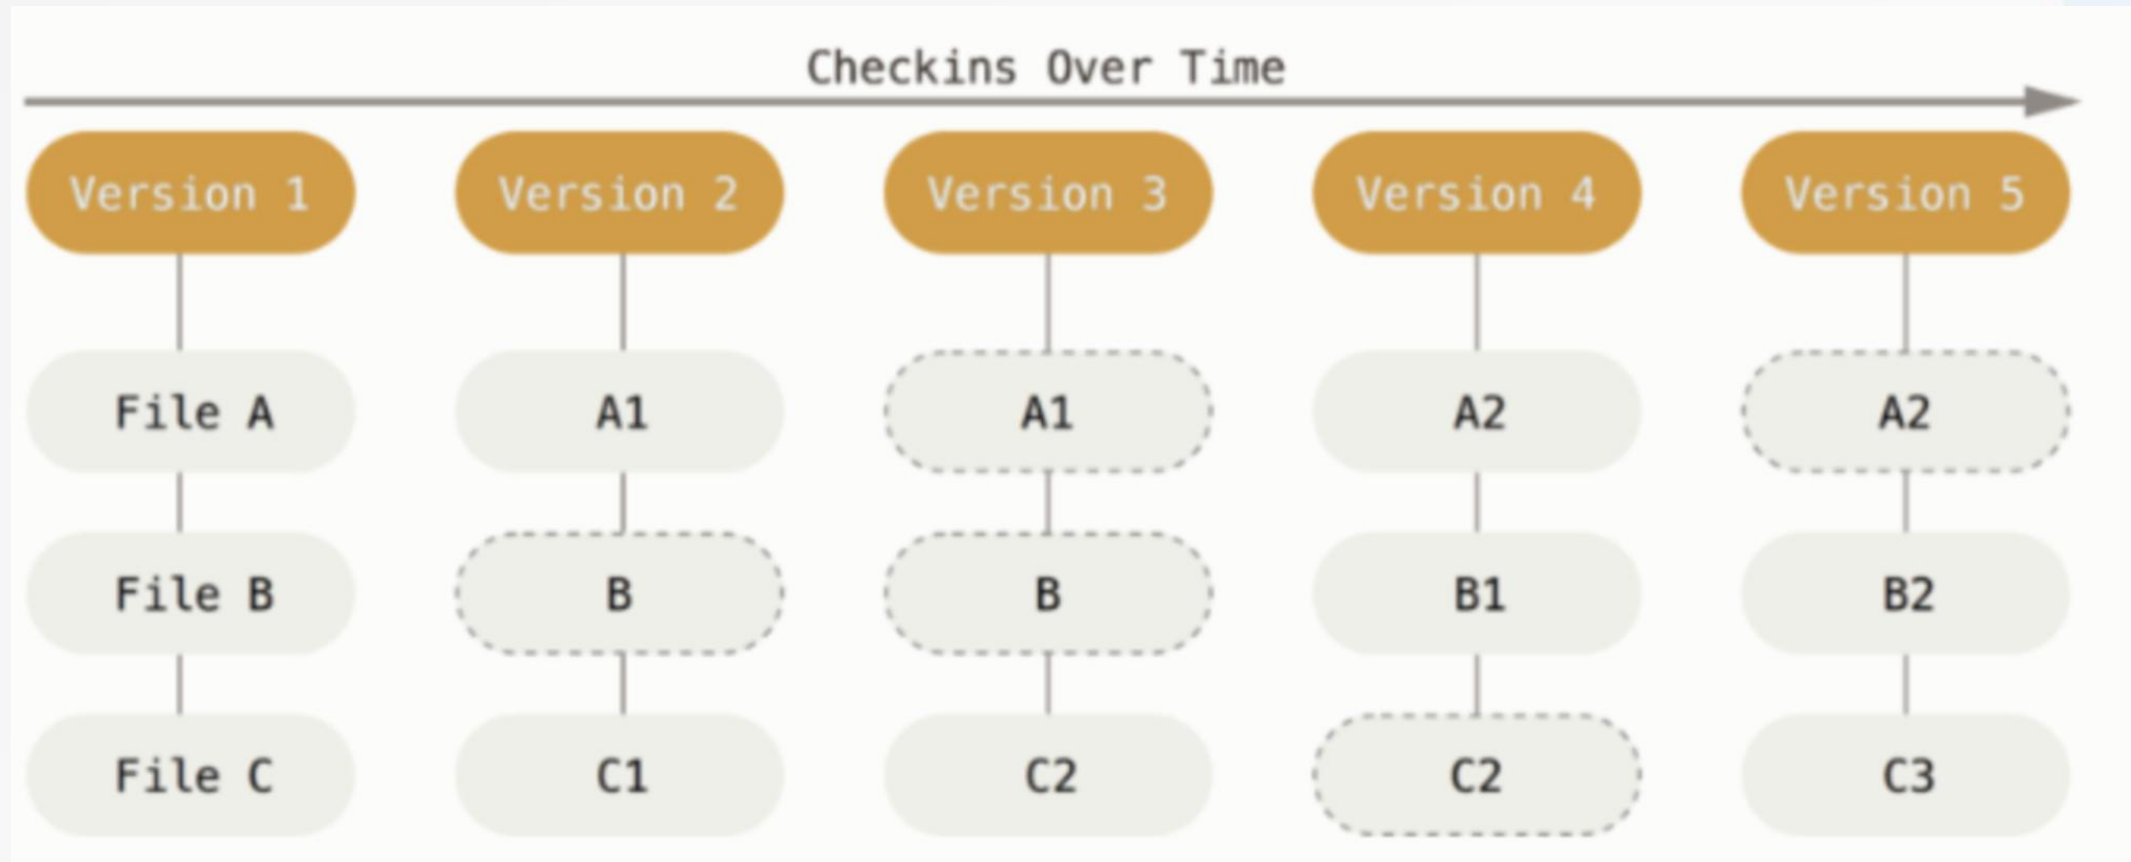 Checkins Over Time
Version 1 Version 2 Version 3 Version 4 Version 5
File A A1 A1 A2 A2
File B B B B1 B2
File C C1 C2 C2 C3